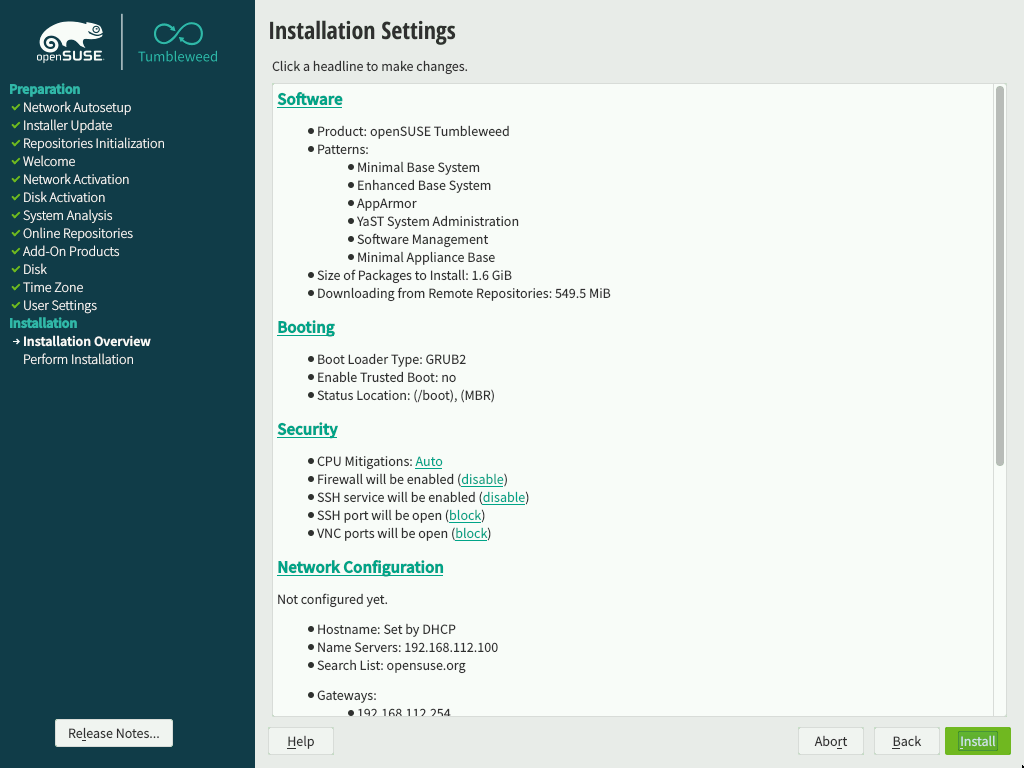 openSUSE
Tumbleweed
Preparation
Network Autosetup
Installer Update
Repositories Initialization
Welcome
Network Activation
Disk Activation
System Analysis
Online Repositories
Add-On Products
Disk
Time Zone
User Settings
Installation
Installation Overview
Perform Installation
Release Notes...
Installation Settings
Click a headline to make changes.
Software
Product: openSUSE Tumbleweed
Patterns:
Minimal Base System
Enhanced Base System
AppArmor
YaST System Administration
Software Management
Minimal Appliance Base
Size of Packages to Install: 1.6 GiB
Downloading from Remote Repositories: 549.5 MiB
Booting
Boot Loader Type: GRUB2
Enable Trusted Boot: no
Status Location: (/boot), (MBR)
Security
CPU Mitigations: Auto
Firewall will be enabled (disable)
SSH service will be enabled (disable)
SSH port will be open (block)
VNC ports will be open (block)
Network Configuration
Not configured yet.
Hostname: Set by DHCP
Name Servers: 192.168.112.100
Search List: opensuse.org
Gateways:
192.168.112.254
Help
Abort
Back
Install